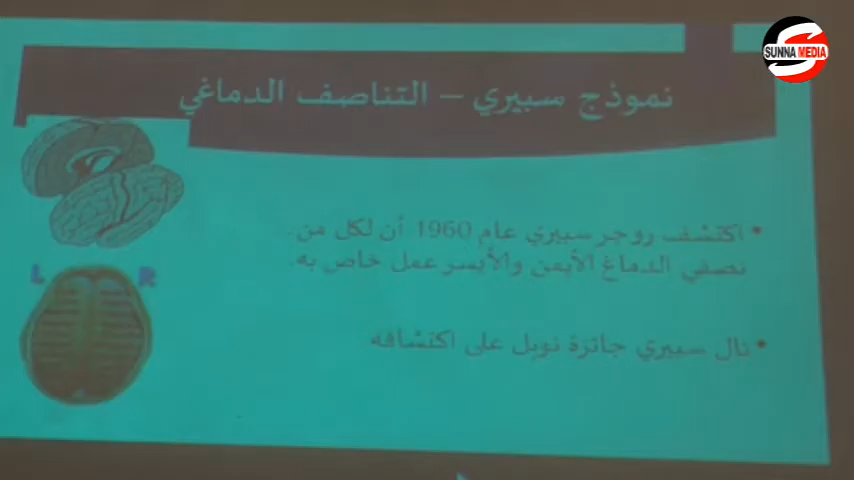 SUNNA MEDIA
نموذج سبيري – التناصف الدماغي
• اكتشف روجر سبيري عام 1960 أن لكل من
نصفي الدماغ الأيمن والأيسر عمل خاص به.
L R
• نال سبيري جائزة نوبل على اكتشافه